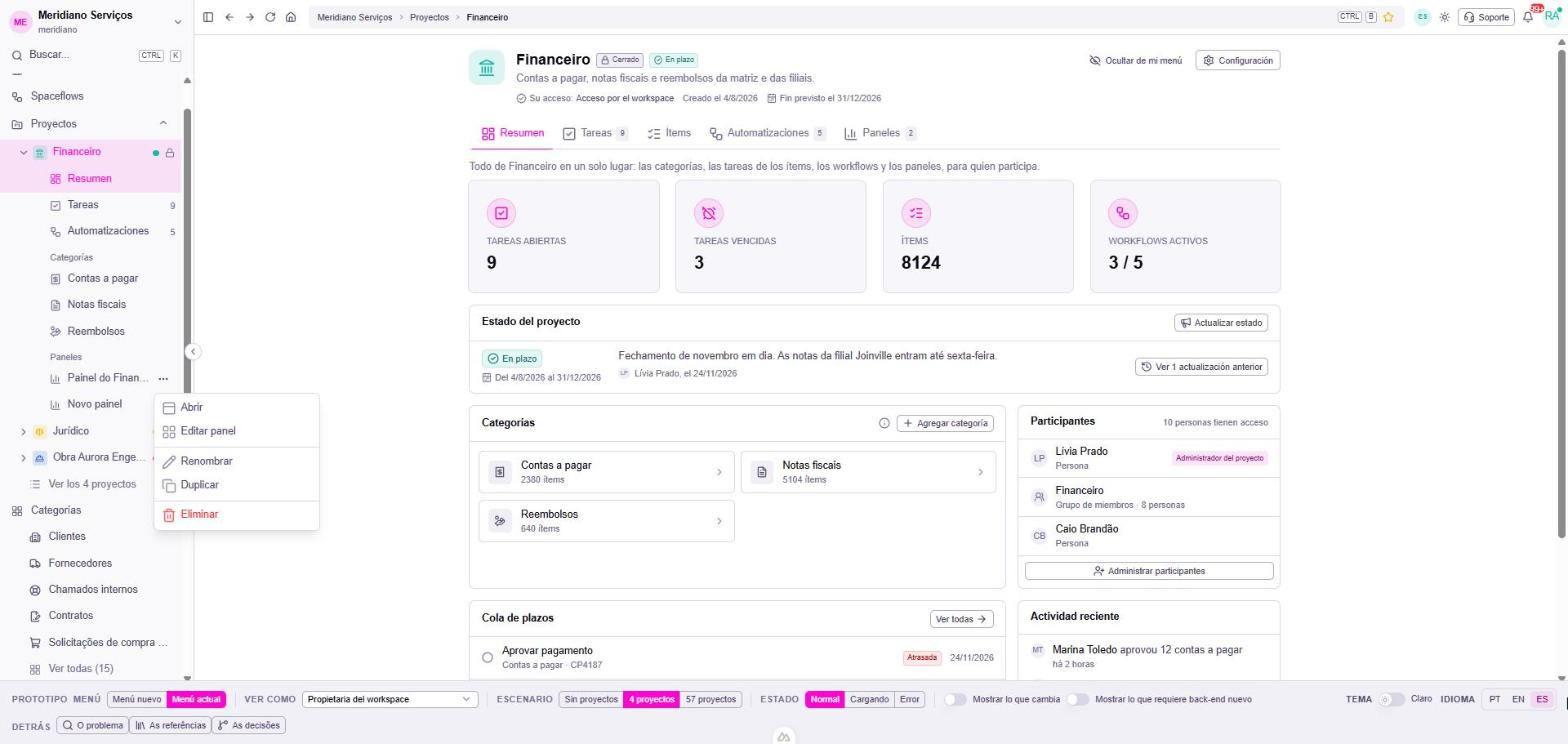 ME
Meridiano Serviços
meridiano
Buscar...
CTRL K
Spaceflows
Proyectos
Financeiro
Resumen
Tareas 9
Automatizaciones 5
Categorías
Contas a pagar
Notas fiscais
Reembolsos
Paneles
Painel do Finan...
Novo painel
Jurídico
Obra Aurora Enge...
Ver los 4 proyectos
Categorías
Clientes
Fornecedores
Chamados internos
Contratos
Solicitações de compra ...
Ver todas (15)
Abrir
Editar panel
Renombrar
Duplicar
Eliminar
Meridiano Serviços > Proyectos > Financeiro
CTRL B
ES
Soporte
99+
RA
Financeiro Cerrado En plazo
Contas a pagar, notas fiscais e reembolsos da matriz e das filiais.
Su acceso: Acceso por el workspace Creado el 4/8/2026 Fin previsto el 31/12/2026
Ocultar de mi menú
Configuración
Resumen Tareas 9 Ítems Automatizaciones 5 Paneles 2
Todo de Financeiro en un solo lugar: las categorías, las tareas de los ítems, los workflows y los paneles, para quien participa.
TAREAS ABIERTAS
9
TAREAS VENCIDAS
3
ÍTEMS
8124
WORKFLOWS ACTIVOS
3 / 5
Estado del proyecto
Actualizar estado
En plazo
Del 4/8/2026 al 31/12/2026
Fechamento de novembro em dia. As notas da filial Joinville entram até sexta-feira.
LP Lívia Prado, el 24/11/2026
Ver 1 actualización anterior
Categorías
Agregar categoría
Contas a pagar
2380 ítems
Notas fiscais
5104 ítems
Reembolsos
640 ítems
Participantes
10 personas tienen acceso
LP
Lívia Prado
Persona
Administrador del proyecto
Financeiro
Grupo de miembros · 8 personas
CB
Caio Brandão
Persona
Administrar participantes
Cola de plazos
Ver todas
Aprovar pagamento
Contas a pagar · CP4187
Atrasada
24/11/2026
Actividad reciente
MT
Marina Toledo aprovou 12 contas a pagar
há 2 horas
PROTOTIPO MENÚ Menú nuevo Menú actual VER COMO Propietaria del workspace ESCENARIO Sin proyectos 4 proyectos 57 proyectos ESTADO Normal Cargando Error Mostrar lo que cambia Mostrar lo que requiere back-end nuevo TEMA Claro IDIOMA PT EN ES
DETRÁS O problema As referências As decisões